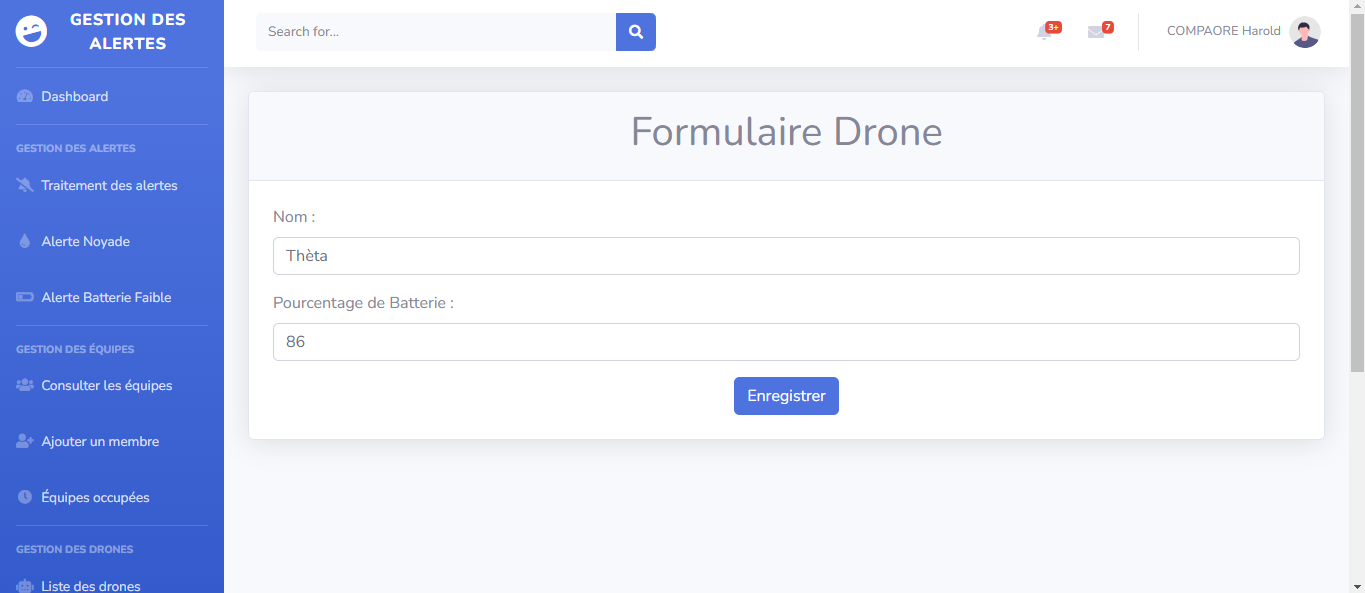 GESTION DES
ALERTES
Dashboard
GESTION DES ALERTES
Traitement des alertes
Alerte Noyade
Alerte Batterie Faible
GESTION DES ÉQUIPES
Consulter les équipes
Ajouter un membre
Équipes occupées
GESTION DES DRONES
Liste des drones
Search for...
3+
7
COMPAORE Harold
Formulaire Drone
Nom :
Thèta
Pourcentage de Batterie :
86
Enregistrer